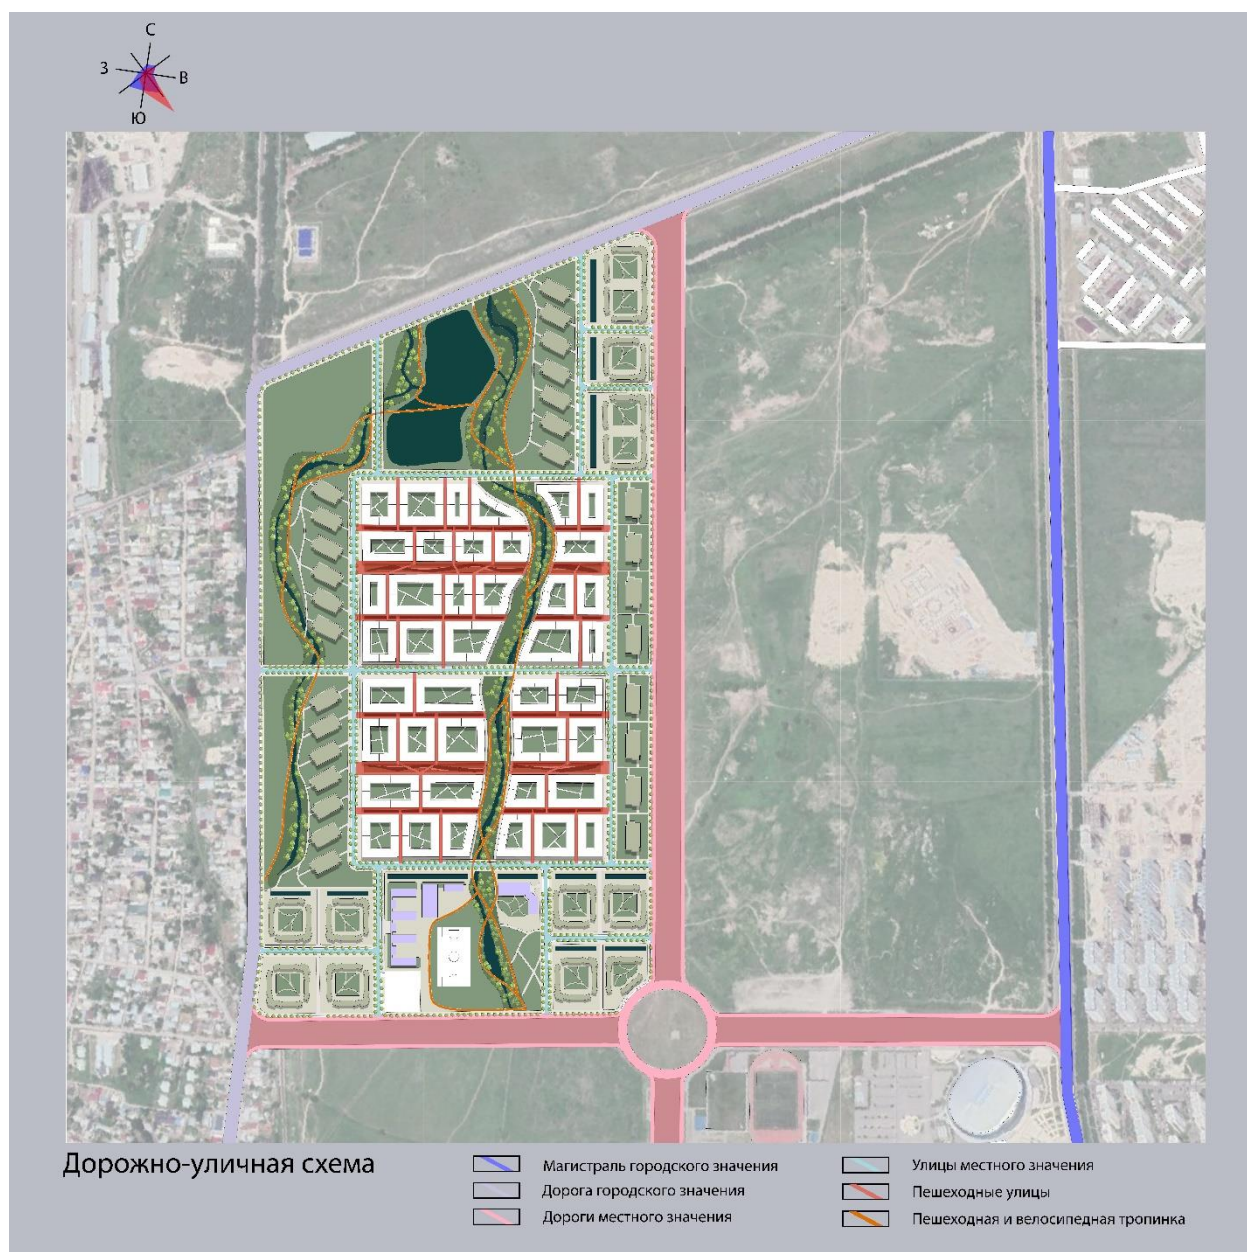 С
З
В
Ю
Дорожно-уличная схема
Магистраль городского значения
Дорога городского значения
Дороги местного значения
Улицы местного значения
Пешеходные улицы
Пешеходная и велосипедная тропинка